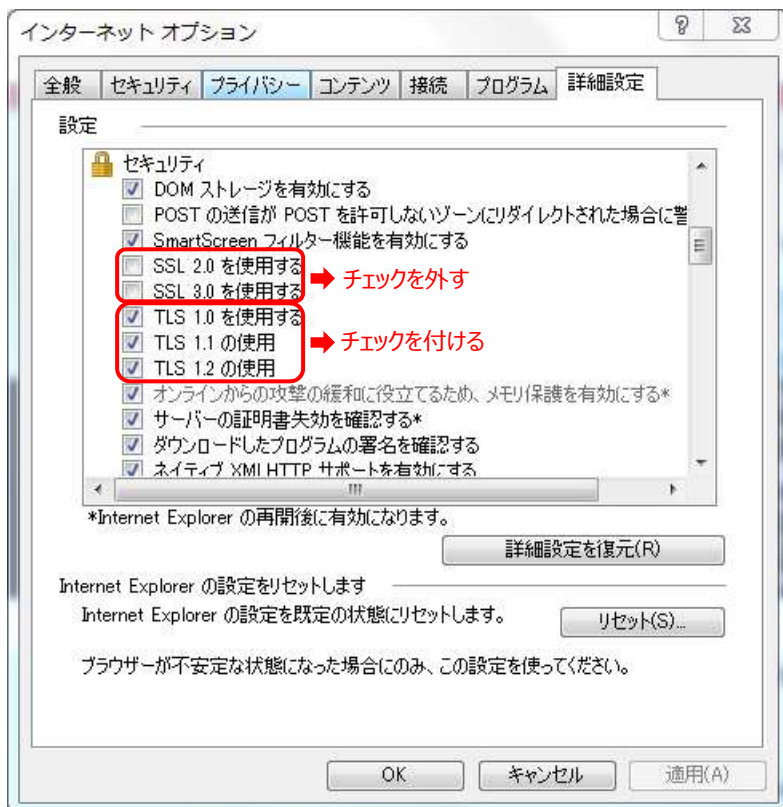 インターネット オプション
全般 セキュリティ プライバシー コンテンツ 接続 プログラム 詳細設定
設定
セキュリティ
DOM ストレージを有効にする
POST の送信が POST を許可しないゾーンにリダイレクトされた場合に警
SmartScreen フィルター機能を有効にする
SSL 2.0 を使用する
チェックを外す
SSL 3.0 を使用する
TLS 1.0 を使用する
TLS 1.1 の使用
チェックを付ける
TLS 1.2 の使用
オンラインからの攻撃の緩和に役立てるため、メモリ保護を有効にする*
サーバーの証明書失効を確認する*
ダウンロードしたプログラムの署名を確認する
ネイティブ XMLHTTP サポートを有効にする
*Internet Explorer の再開後に有効になります。
詳細設定を復元(R)
Internet Explorer の設定をリセットします
Internet Explorer の設定を既定の状態にリセットします。
リセット(S)...
ブラウザーが不安定な状態になった場合にのみ、この設定を使ってください。
OK キャンセル 適用(A)